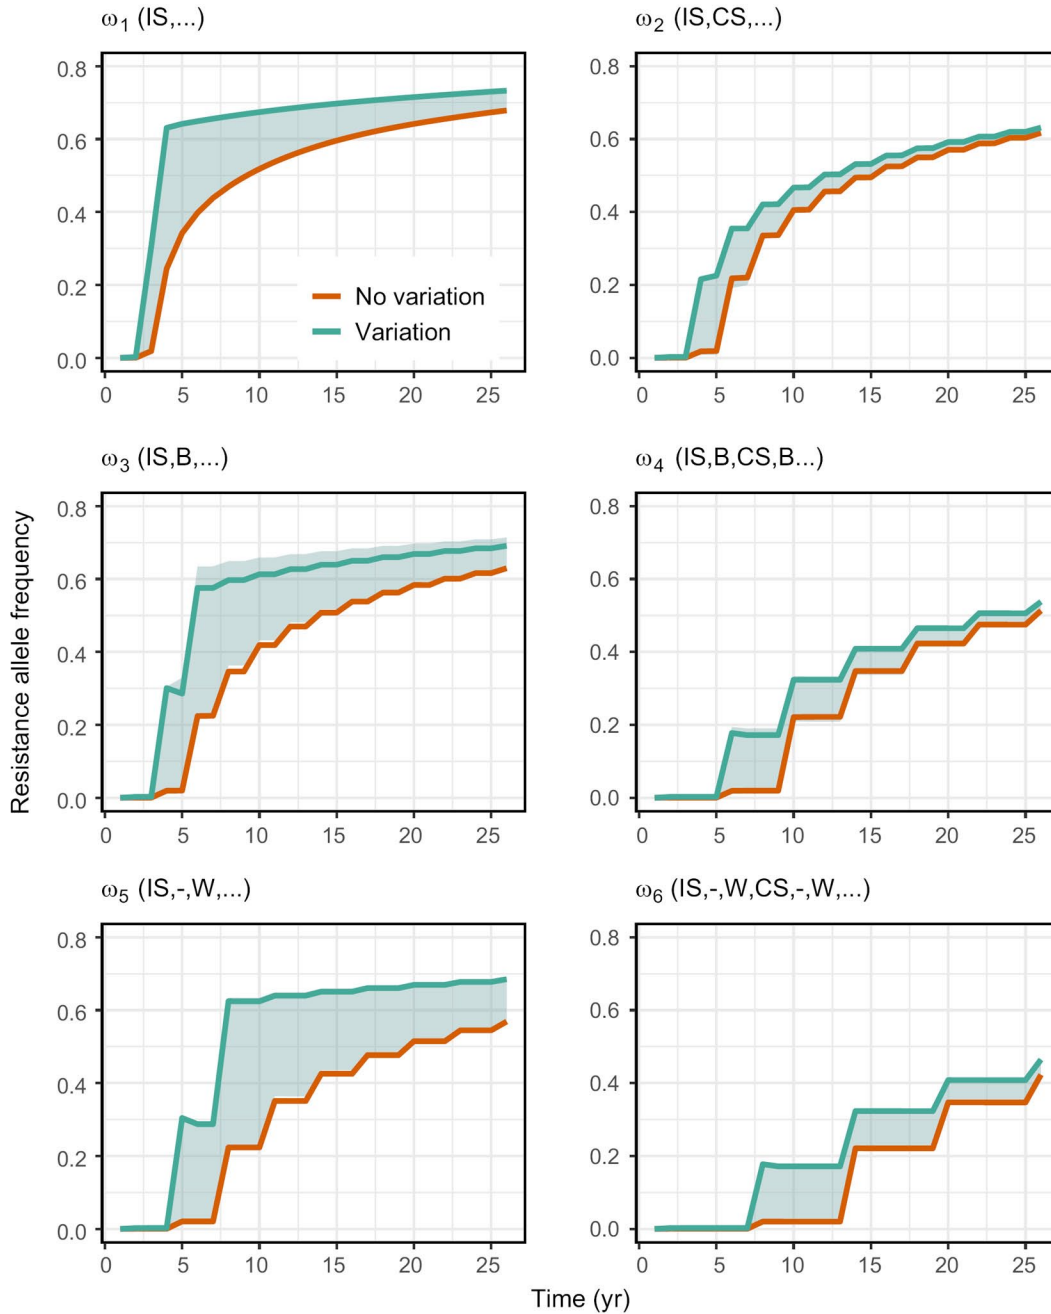 ω1 (IS,...)
ω2 (IS,CS,...)
0.8
0.6
0.4
0.2
0.0
No variation
Variation
0 5 10 15 20 25
0.8
0.6
0.4
0.2
0.0
0 5 10 15 20 25
ω3 (IS,B,...)
ω4 (IS,B,CS,B...)
Resistance allele frequency
0.8
0.6
0.4
0.2
0.0
0 5 10 15 20 25
0.8
0.6
0.4
0.2
0.0
0 5 10 15 20 25
ω5 (IS,-,W,...)
ω6 (IS,-,W,CS,-,W,...)
0.8
0.6
0.4
0.2
0.0
0 5 10 15 20 25
0.8
0.6
0.4
0.2
0.0
0 5 10 15 20 25
Time (yr)